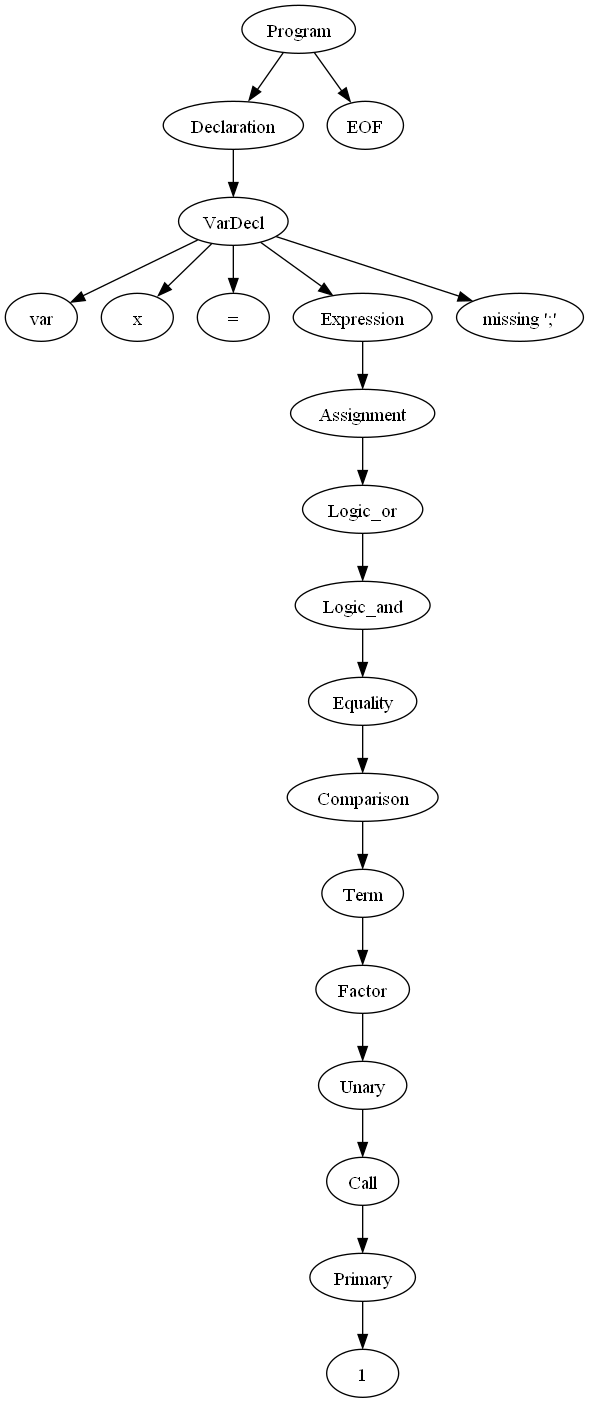 Program
Declaration
EOF
VarDecl
var
x
=
Expression
missing ';'
Assignment
Logic_or
Logic_and
Equality
Comparison
Term
Factor
Unary
Call
Primary
1